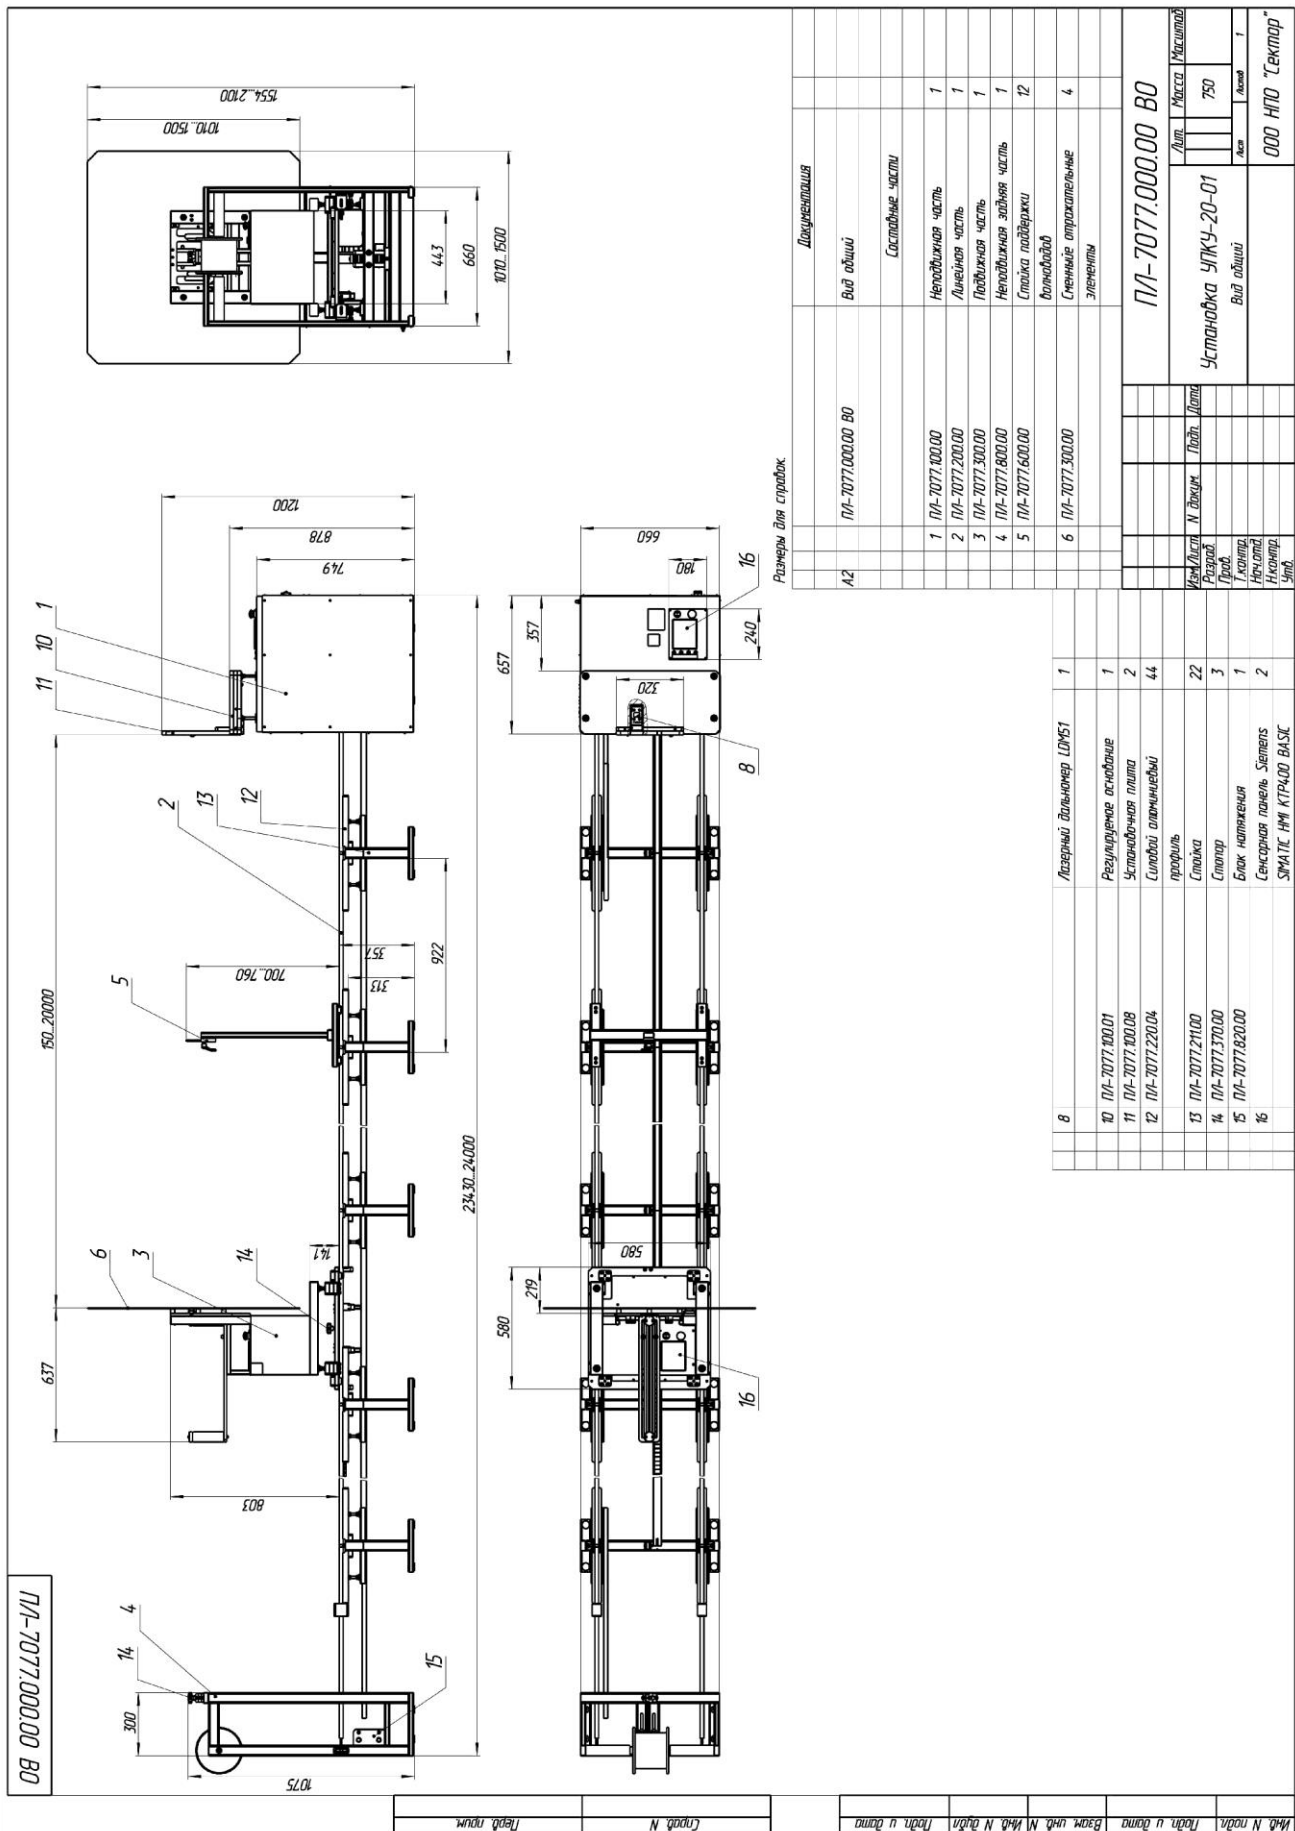 ПЛ-7077.000.00 ВО
1554...2100
1010...1500
443
660
1010...1500
1200
878
749
1
10
11
2
13
12
5
6
3
14
4
14
15
150...20000
700...760
357
313
922
23430...24000
141
637
803
300
1075
660
180
16
240
357
657
320
8
580
219
580
16
Размеры для справок.
Документация
А2 ПЛ-7077.000.00 ВО Вид общий
Составные части
1 ПЛ-7077.100.00 Неподвижная часть 1
2 ПЛ-7077.200.00 Линейная часть 1
3 ПЛ-7077.300.00 Подвижная часть 1
4 ПЛ-7077.800.00 Неподвижная задняя часть 1
5 ПЛ-7077.600.00 Стойка поддержки 12
волноводов
6 ПЛ-7077.300.00 Сменные отражательные 4
элементы
8 Лазерный дальномер LDM51 1
10 ПЛ-7077.100.01 Регулируемое основание 1
11 ПЛ-7077.100.08 Установочная плита 2
12 ПЛ-7077.220.04 Силовой алюминиевый 44
профиль
13 ПЛ-7077.211.00 Стойка 22
14 ПЛ-7077.370.00 Стопор 3
15 ПЛ-7077.820.00 Блок натяжения 1
16 Сенсорная панель Siemens 2
SIMATIC HMI KTP400 BASIC
ПЛ-7077.000.00 ВО
Изм. Лист N докум. Подп. Дата
Разраб.
Пров.
Т.контр.
Нач.отд.
Н.контр.
Утв.
Установка УПКУ-20-01
Вид общий
Лит. Масса Масштаб
750
Лист Листов 1
ООО НПО "Сектор"
Перв. прим.
Справ. N
Подп. и дата
Инв. N дубл.
Взам. инв. N
Подп. и дата
Инв. N подл.